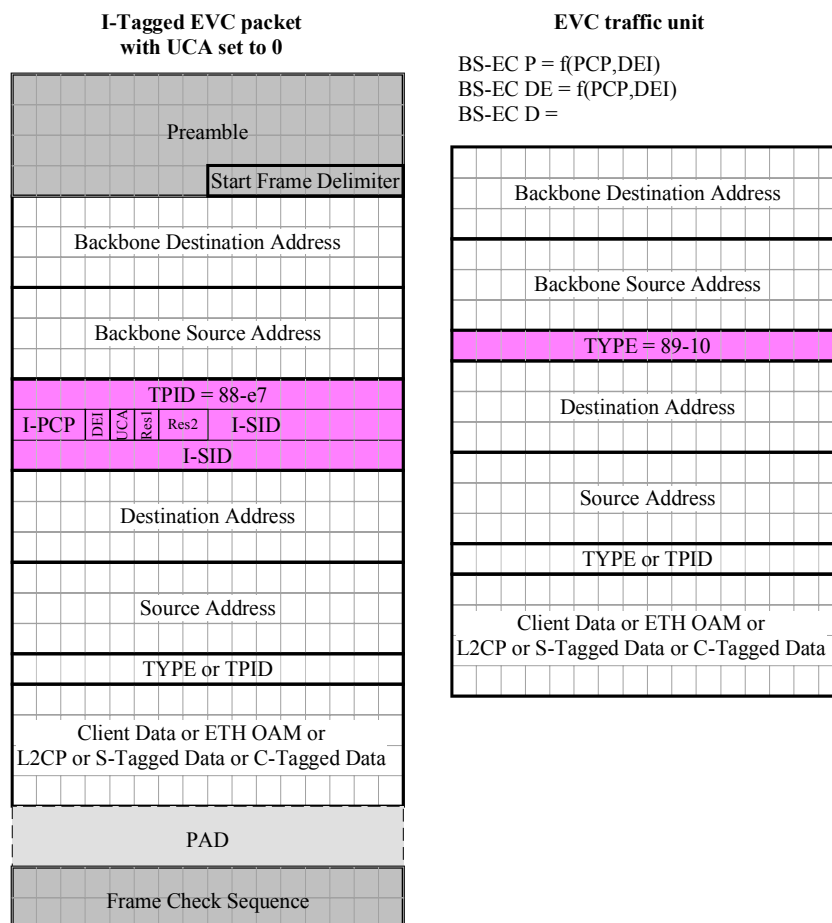 I-Tagged EVC packet
with UCA set to 0
Preamble
Start Frame Delimiter
Backbone Destination Address
Backbone Source Address
TPID = 88-e7
I-PCP DEI UCA Res1 Res2 I-SID
I-SID
Destination Address
Source Address
TYPE or TPID
Client Data or ETH OAM or
L2CP or S-Tagged Data or C-Tagged Data
PAD
Frame Check Sequence
EVC traffic unit
BS-EC P = f(PCP,DEI)
BS-EC DE = f(PCP,DEI)
BS-EC D =
Backbone Destination Address
Backbone Source Address
TYPE = 89-10
Destination Address
Source Address
TYPE or TPID
Client Data or ETH OAM or
L2CP or S-Tagged Data or C-Tagged Data